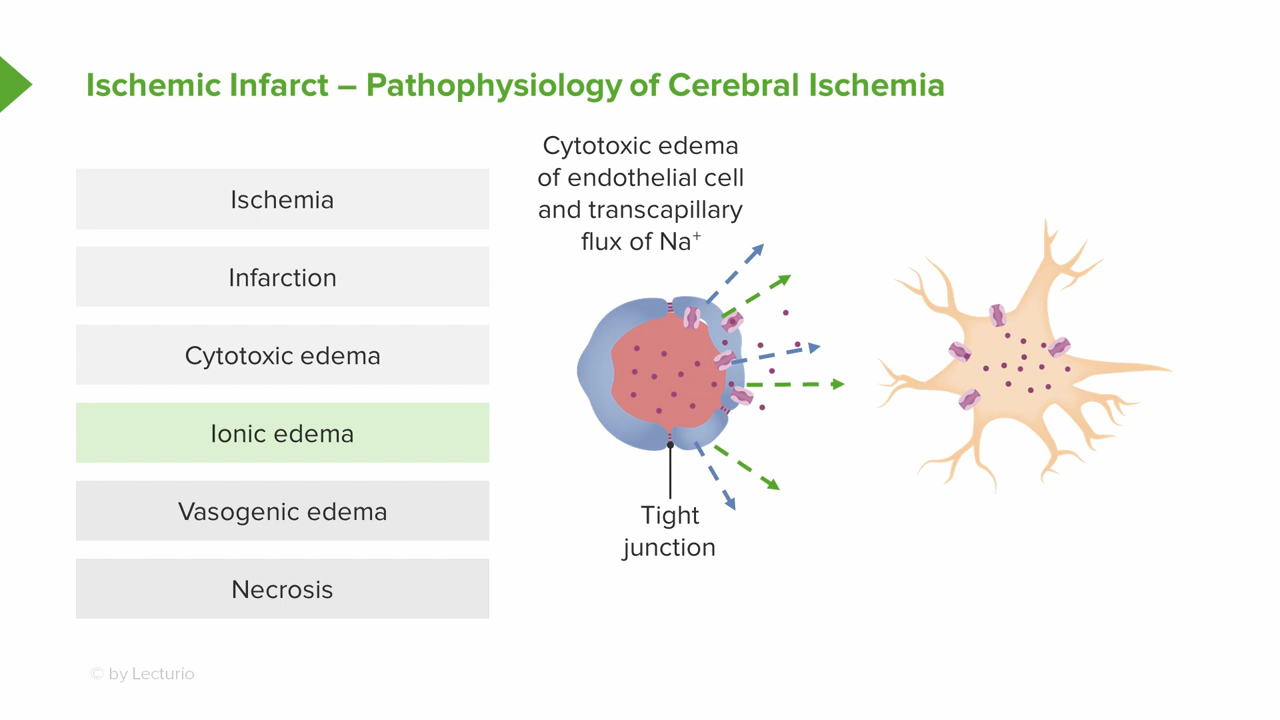 Ischemic Infarct – Pathophysiology of Cerebral Ischemia
Ischemia
Infarction
Cytotoxic edema
Ionic edema
Vasogenic edema
Necrosis
Cytotoxic edema
of endothelial cell
and transcapillary
flux of Na⁺
Tight
junction
© by Lecturio